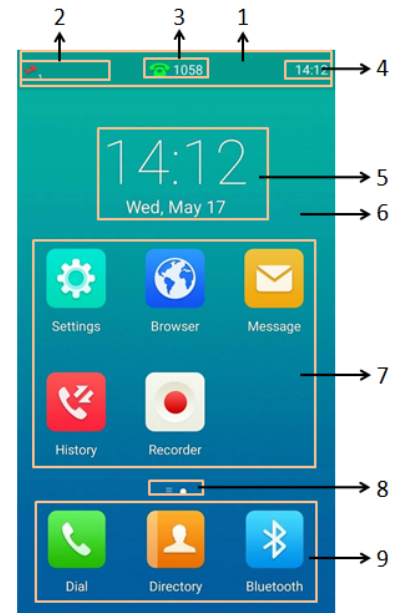 2 3 1
1 1058 14:12 4
14:12 5
Wed, May 17
6
Settings Browser Message
7
History Recorder
8
9
Dial Directory Bluetooth